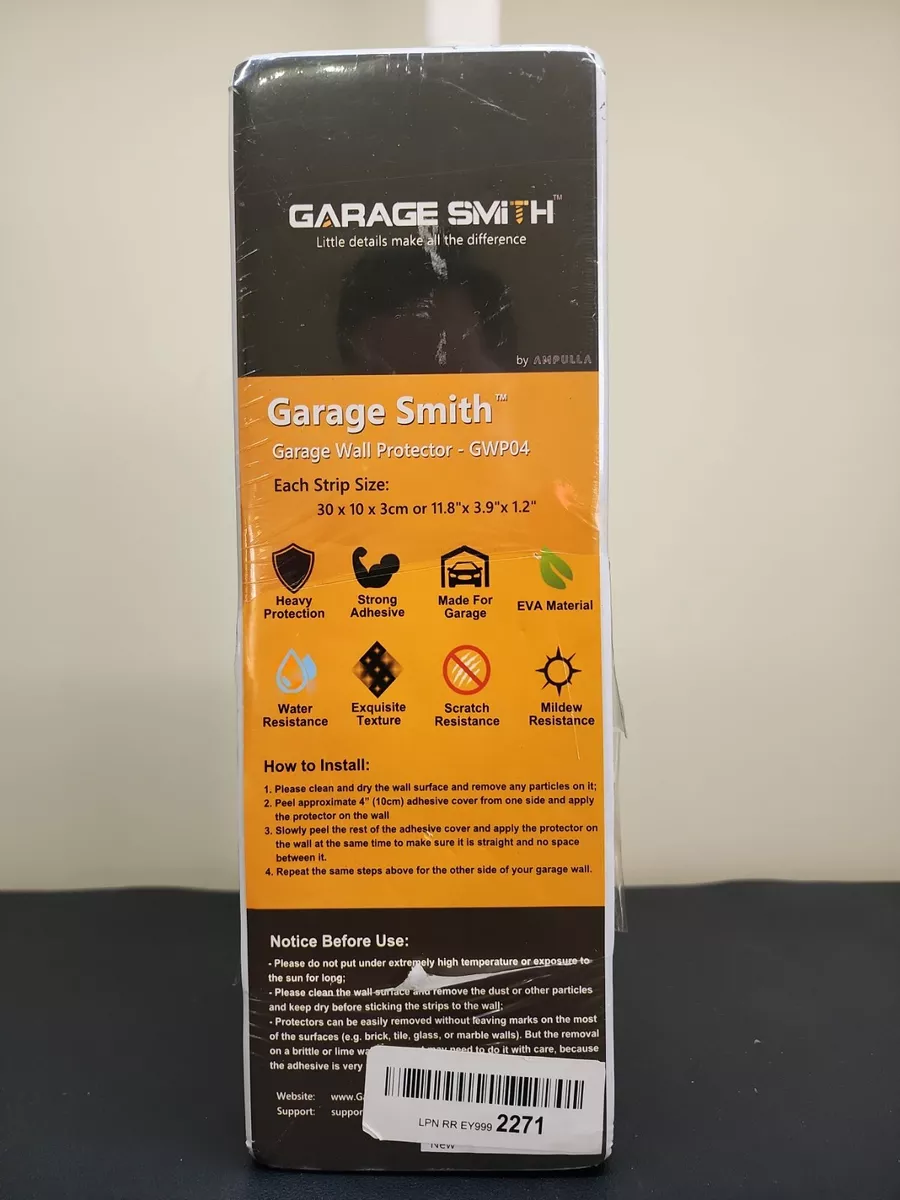 GARAGE SMiTH™
Little details make all the difference
by AMPULLA
Garage Smith™
Garage Wall Protector - GWP04
Each Strip Size:
30 x 10 x 3cm or 11.8"x 3.9"x 1.2"
Heavy Protection
Strong Adhesive
Made For Garage
EVA Material
Water Resistance
Exquisite Texture
Scratch Resistance
Mildew Resistance
How to Install:
1. Please clean and dry the wall surface and remove any particles on it;
2. Peel approximate 4" (10cm) adhesive cover from one side and apply
the protector on the wall
3. Slowly peel the rest of the adhesive cover and apply the protector on
the wall at the same time to make sure it is straight and no space
between it.
4. Repeat the same steps above for the other side of your garage wall.
Notice Before Use:
- Please do not put under extremely high temperature or exposure to
the sun for long;
- Please clean the wall surface and remove the dust or other particles
and keep dry before sticking the strips to the wall;
- Protectors can be easily removed without leaving marks on the most
of the surfaces (e.g. brick, tile, glass, or marble walls). But the removal
on a brittle or lime need to do it with care, because
the adhesive is very
Website: www.Ga
Support: suppor
LPN RR EY999 2271
New